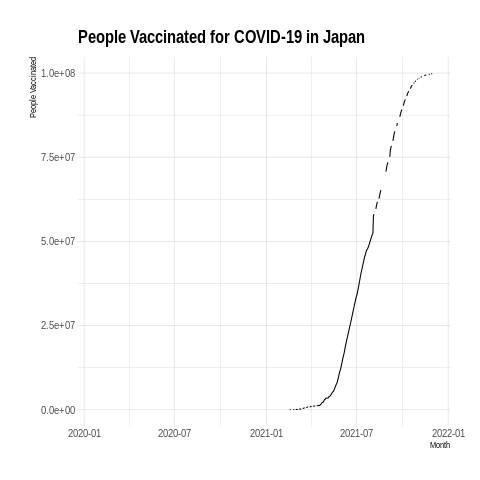 People Vaccinated for COVID-19 in Japan
People Vaccinated
1.0e+08
7.5e+07
5.0e+07
2.5e+07
0.0e+00
2020-01 2020-07 2021-01 2021-07 2022-01
Month